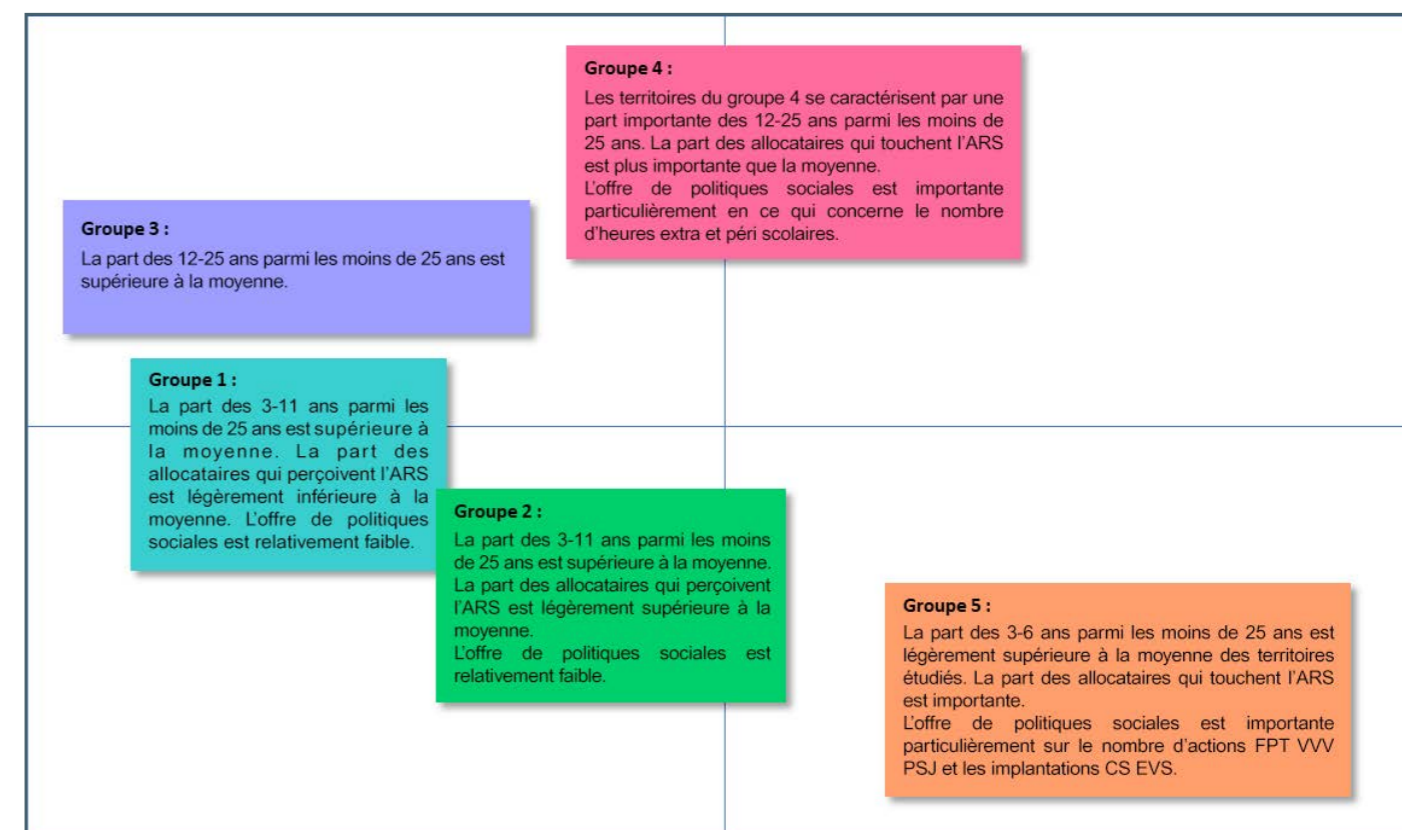 Groupe 4 :
Les territoires du groupe 4 se caractérisent par une
part importante des 12-25 ans parmi les moins de
25 ans. La part des allocataires qui touchent l’ARS
est plus importante que la moyenne.
L’offre de politiques sociales est importante
particulièrement en ce qui concerne le nombre
d’heures extra et péri scolaires.
Groupe 3 :
La part des 12-25 ans parmi les moins de 25 ans est
supérieure à la moyenne.
Groupe 1 :
La part des 3-11 ans parmi les
moins de 25 ans est supérieure à
la moyenne. La part des
allocataires qui perçoivent l’ARS
est légèrement inférieure à la
moyenne. L’offre de politiques
sociales est relativement faible.
Groupe 2 :
La part des 3-11 ans parmi les moins
de 25 ans est supérieure à la moyenne.
La part des allocataires qui perçoivent
l’ARS est légèrement supérieure à la
moyenne.
L’offre de politiques sociales est
relativement faible.
Groupe 5 :
La part des 3-6 ans parmi les moins de 25 ans est
légèrement supérieure à la moyenne des territoires
étudiés. La part des allocataires qui touchent l’ARS
est importante.
L’offre de politiques sociales est importante
particulièrement sur le nombre d’actions FPT VVV
PSJ et les implantations CS EVS.